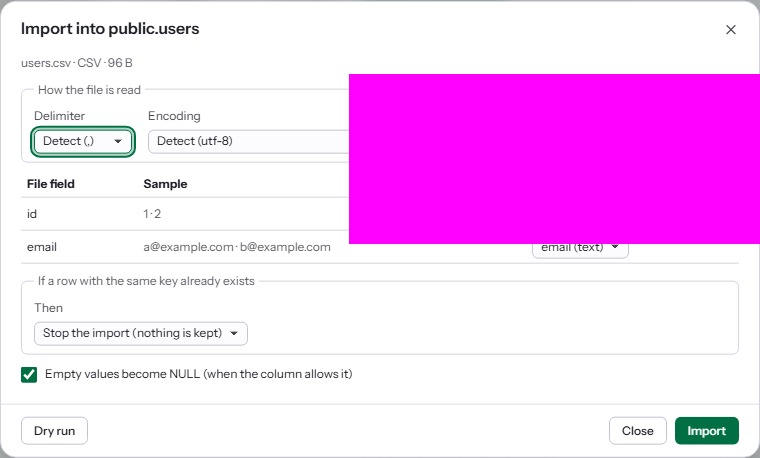 Import into public.users
users.csv · CSV · 96 B
How the file is read
Delimiter Encoding
Detect (,) Detect (utf-8)
File field Sample
id 1 · 2
email a@example.com · b@example.com email (text)
If a row with the same key already exists
Then
Stop the import (nothing is kept)
Empty values become NULL (when the column allows it)
Dry run Close Import